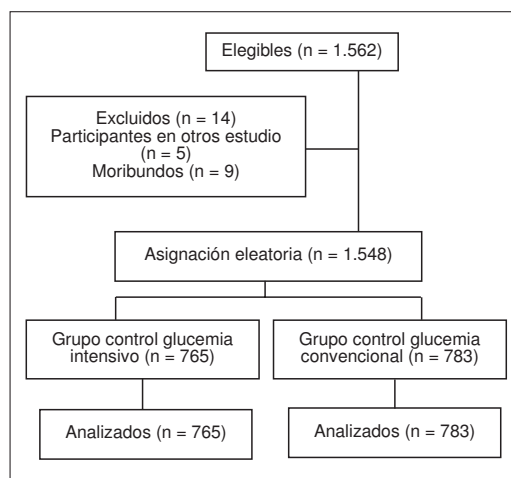 Elegibles (n = 1.562)
Excluidos (n = 14)
Participantes en otros estudio
(n = 5)
Moribundos (n = 9)
Asignación eleatoria (n = 1.548)
Grupo control glucemia
intensivo (n = 765)
Grupo control glucemia
convencional (n = 783)
Analizados (n = 765)
Analizados (n = 783)